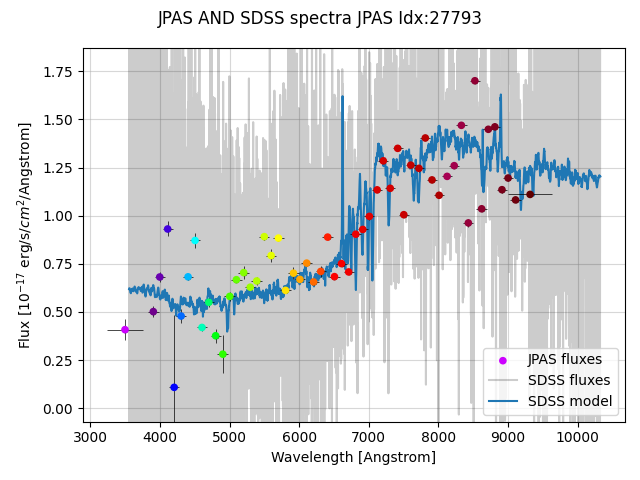 JPAS AND SDSS spectra JPAS Idx:27793
Flux [10⁻¹⁷ erg/s/cm²/Angstrom]
1.75
1.50
1.25
1.00
0.75
0.50
0.25
0.00
JPAS fluxes
SDSS fluxes
SDSS model
3000 4000 5000 6000 7000 8000 9000 10000
Wavelength [Angstrom]